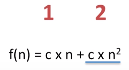 1 2
f(n) = c x n + c x n²